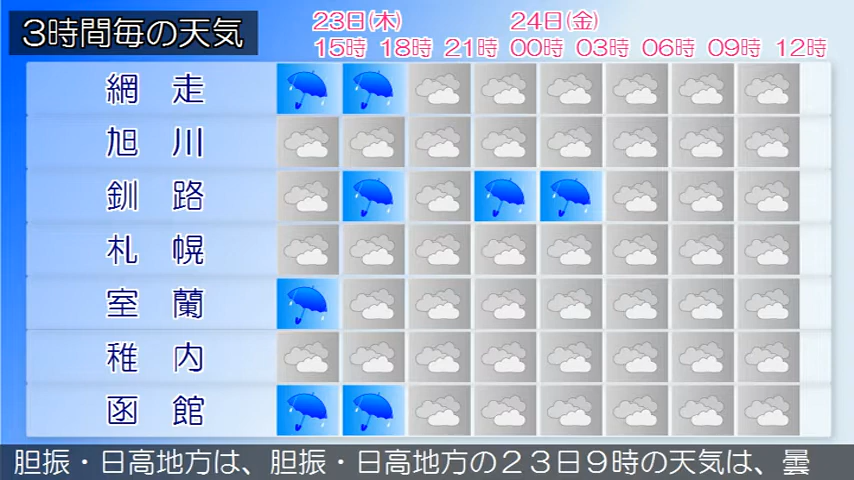 3時間毎の天気
23日(木) 24日(金)
15時 18時 21時 00時 03時 06時 09時 12時
網走
旭川
釧路
札幌
室蘭
稚内
函館
胆振・日高地方は、胆振・日高地方の23日9時の天気は、曇